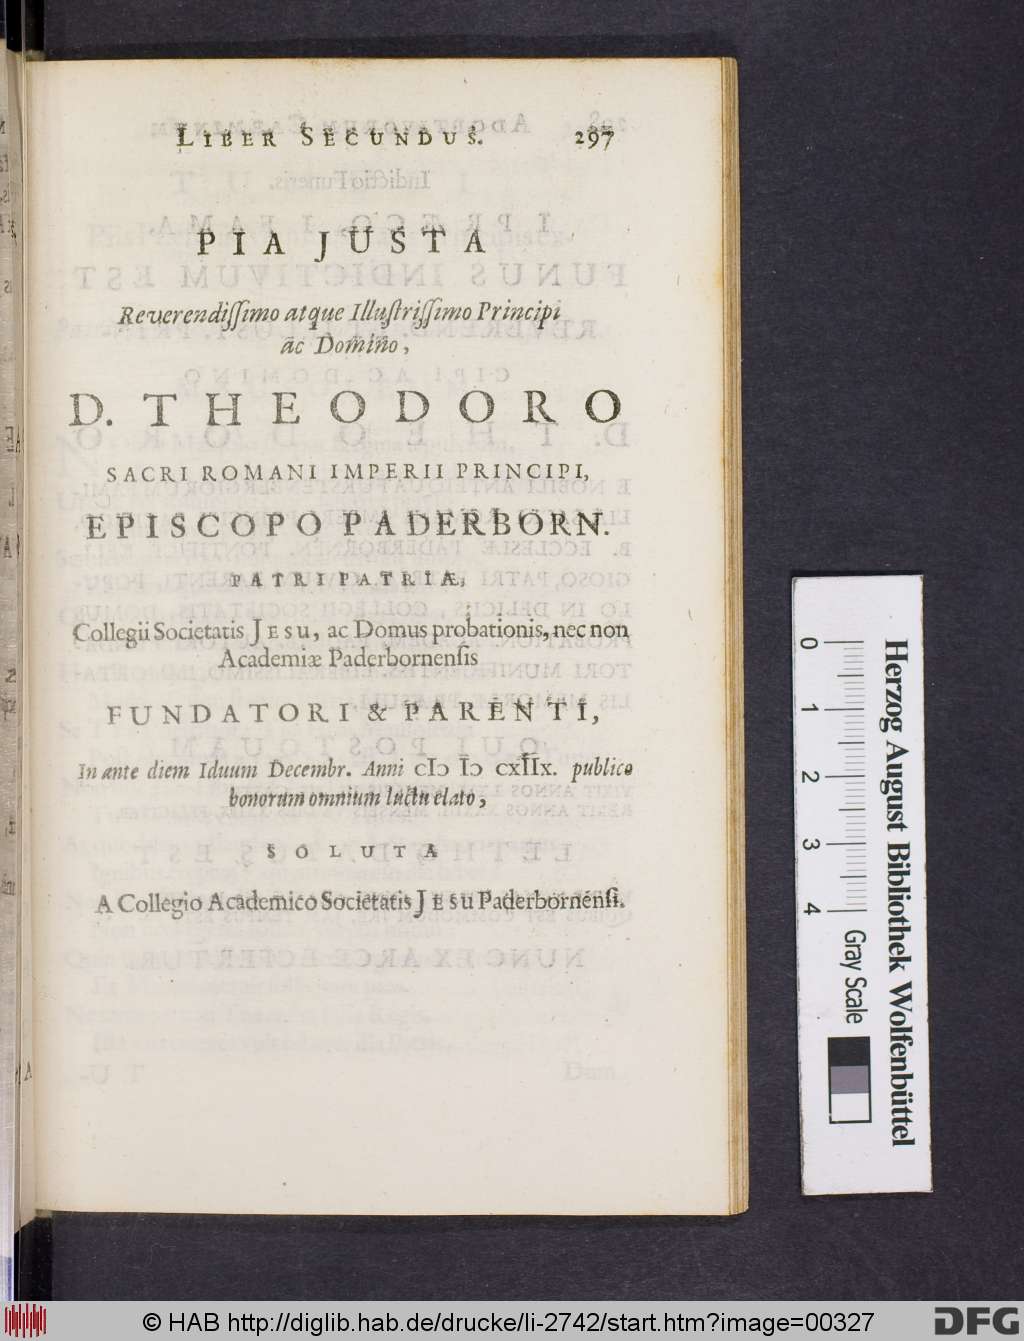 LIBER SECUNDUS. 297
PIA JUSTA
Reverendissimo atque Illustrissimo Principi
ac Domino,
D. THEODORO
SACRI ROMANI IMPERII PRINCIPI,
EPISCOPO PADERBORN.
PATRI PATRIÆ,
Collegii Societatis JESU, ac Domus probationis, nec non
Academiæ Paderbornensis
FUNDATORI & PARENTI,
In ante diem Iduum Decembr. Anni CIƆ IƆ CXIIX. publico
bonorum omnium luctu elato,
SOLUTA
A Collegio Academico Societatis JESU Paderbornensi.
0 1 2 3 4 Gray Scale
Herzog August Bibliothek Wolfenbüttel
© HAB http://diglib.hab.de/drucke/li-2742/start.htm?image=00327
DFG